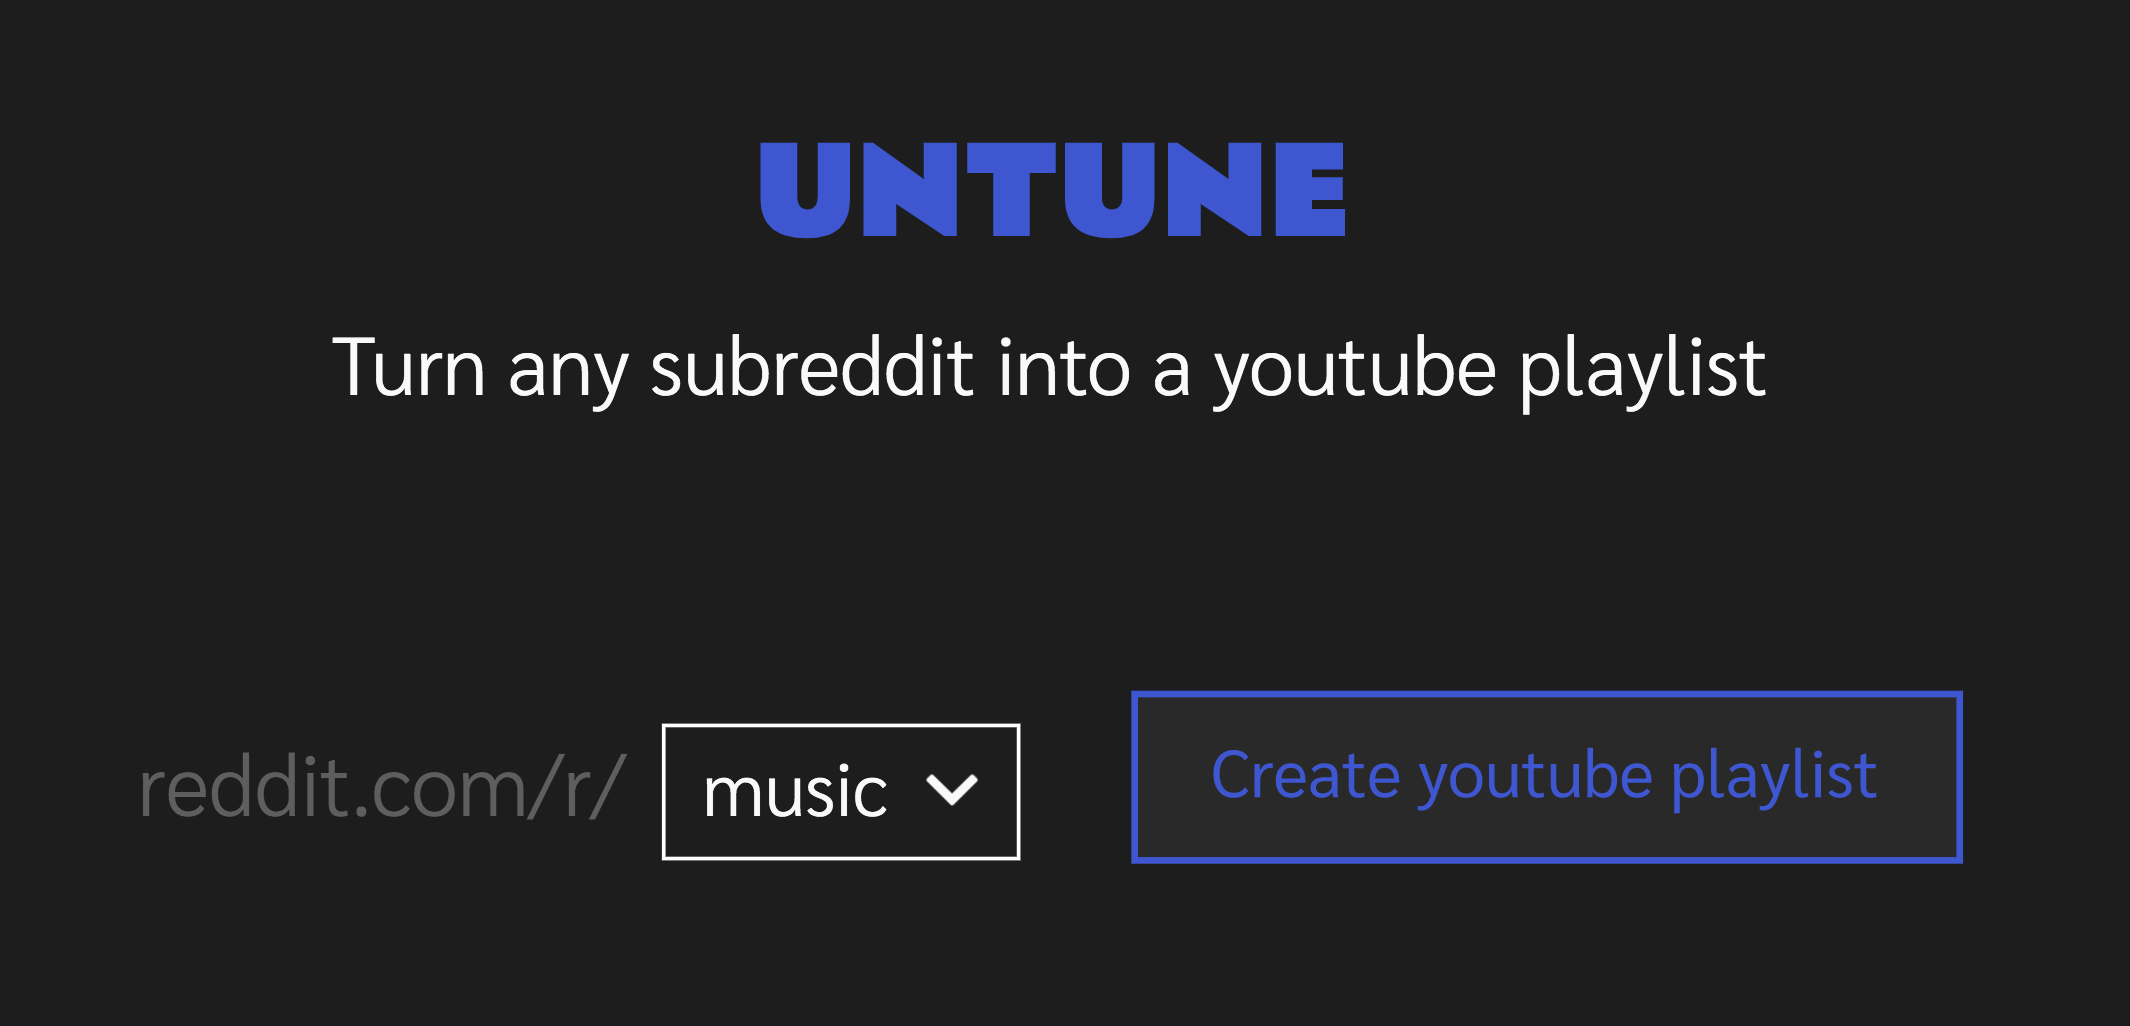 UNTUNE
Turn any subreddit into a youtube playlist
reddit.com/r/ music
Create youtube playlist